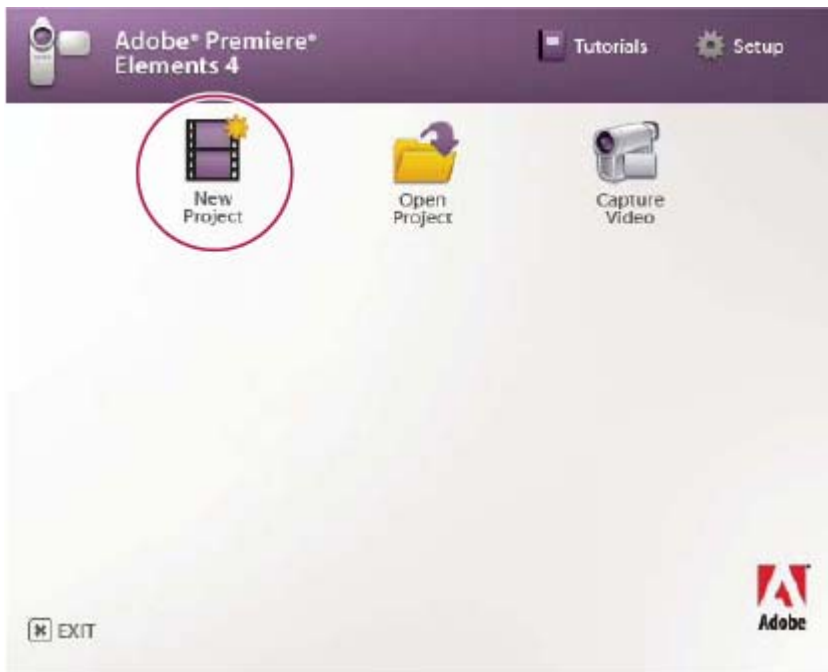 Adobe® Premiere®
Elements 4
Tutorials
Setup
New
Project
Open
Project
Capture
Video
EXIT
Adobe